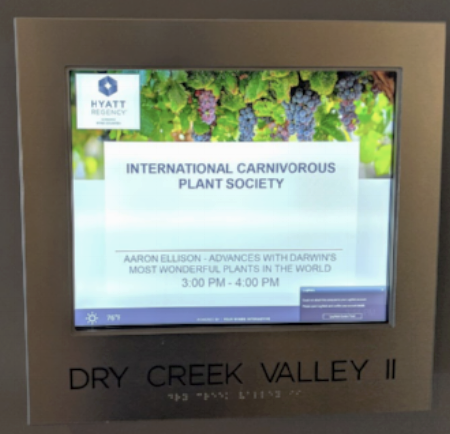 HYATT
REGENCY
INTERNATIONAL CARNIVOROUS
PLANT SOCIETY
AARON ELLISON - ADVANCES WITH DARWIN'S
MOST WONDERFUL PLANTS IN THE WORLD
3:00 PM - 4:00 PM
76°F
DRY CREEK VALLEY II